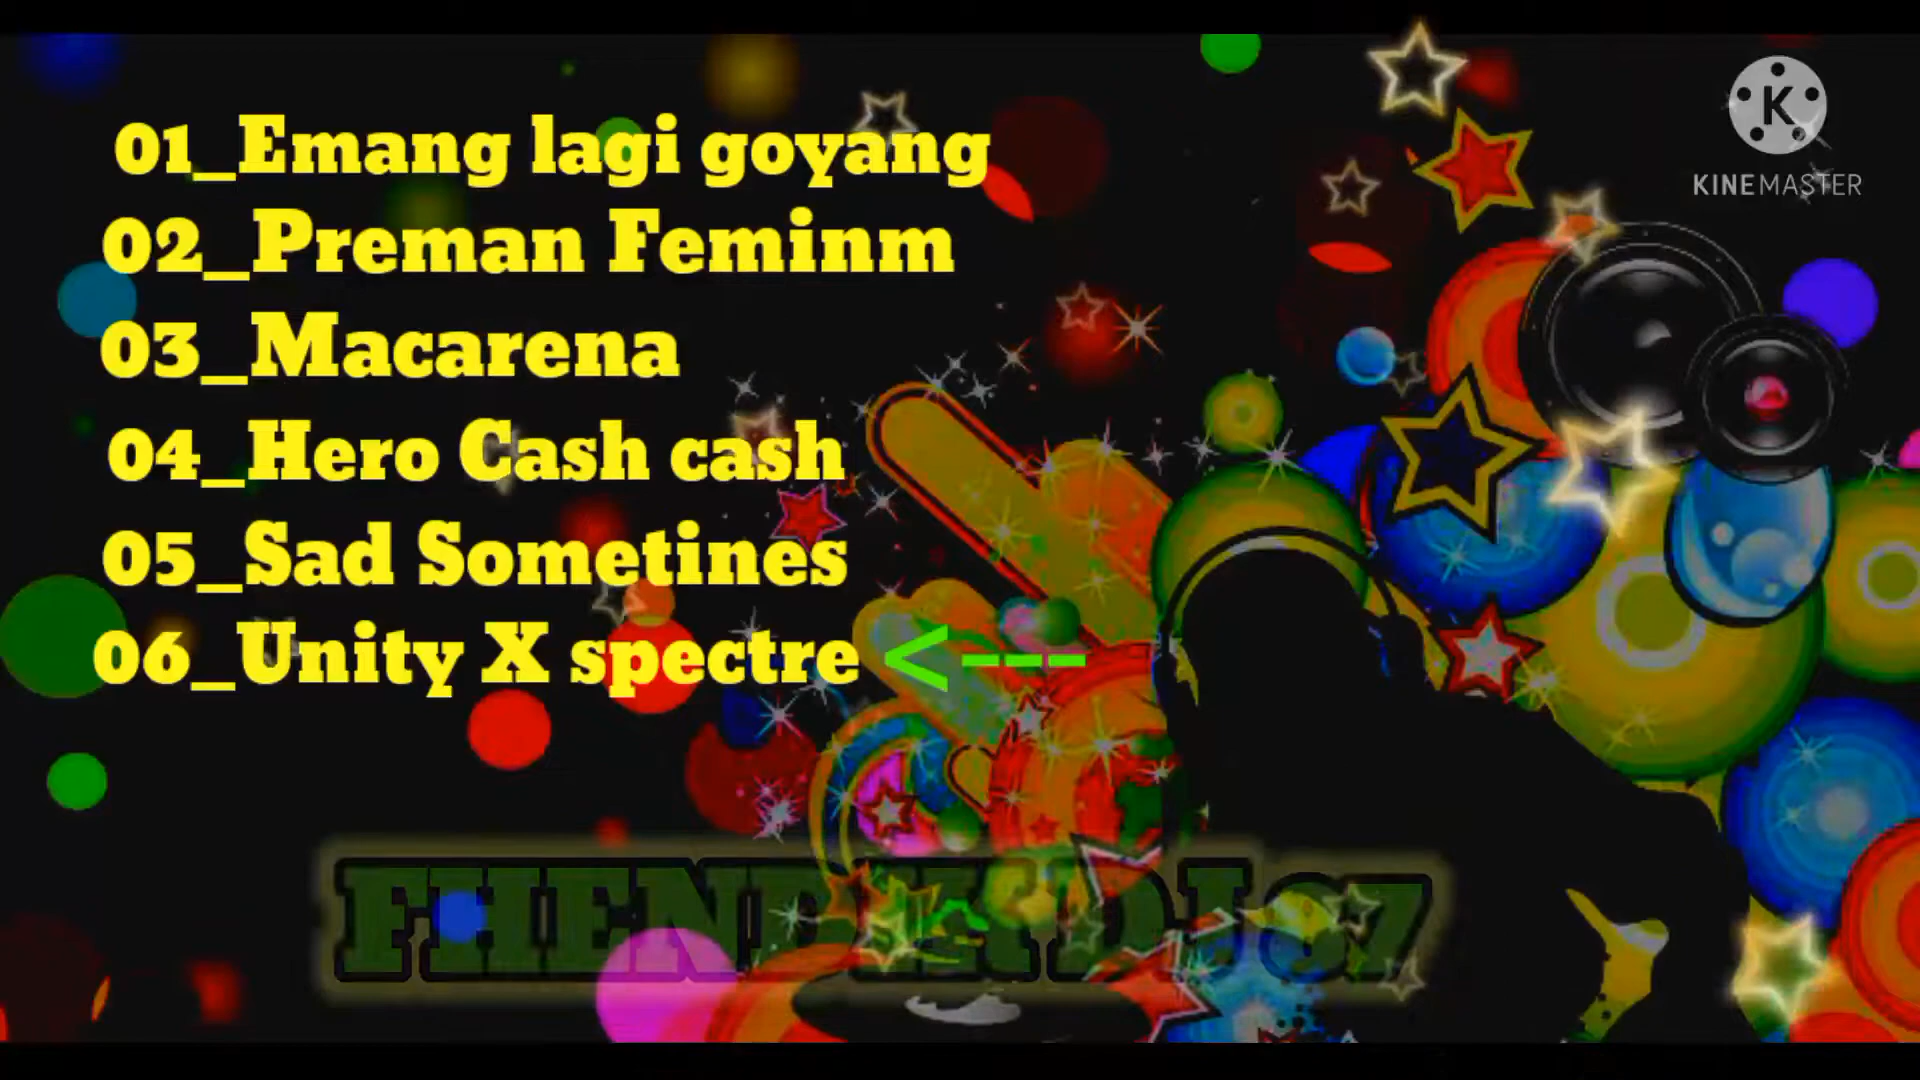 01_Emang lagi goyang
02_Preman Feminm
03_Macarena
04_Hero Cash cash
05_Sad Sometines
06_Unity X spectre <---
K
KINEMASTER